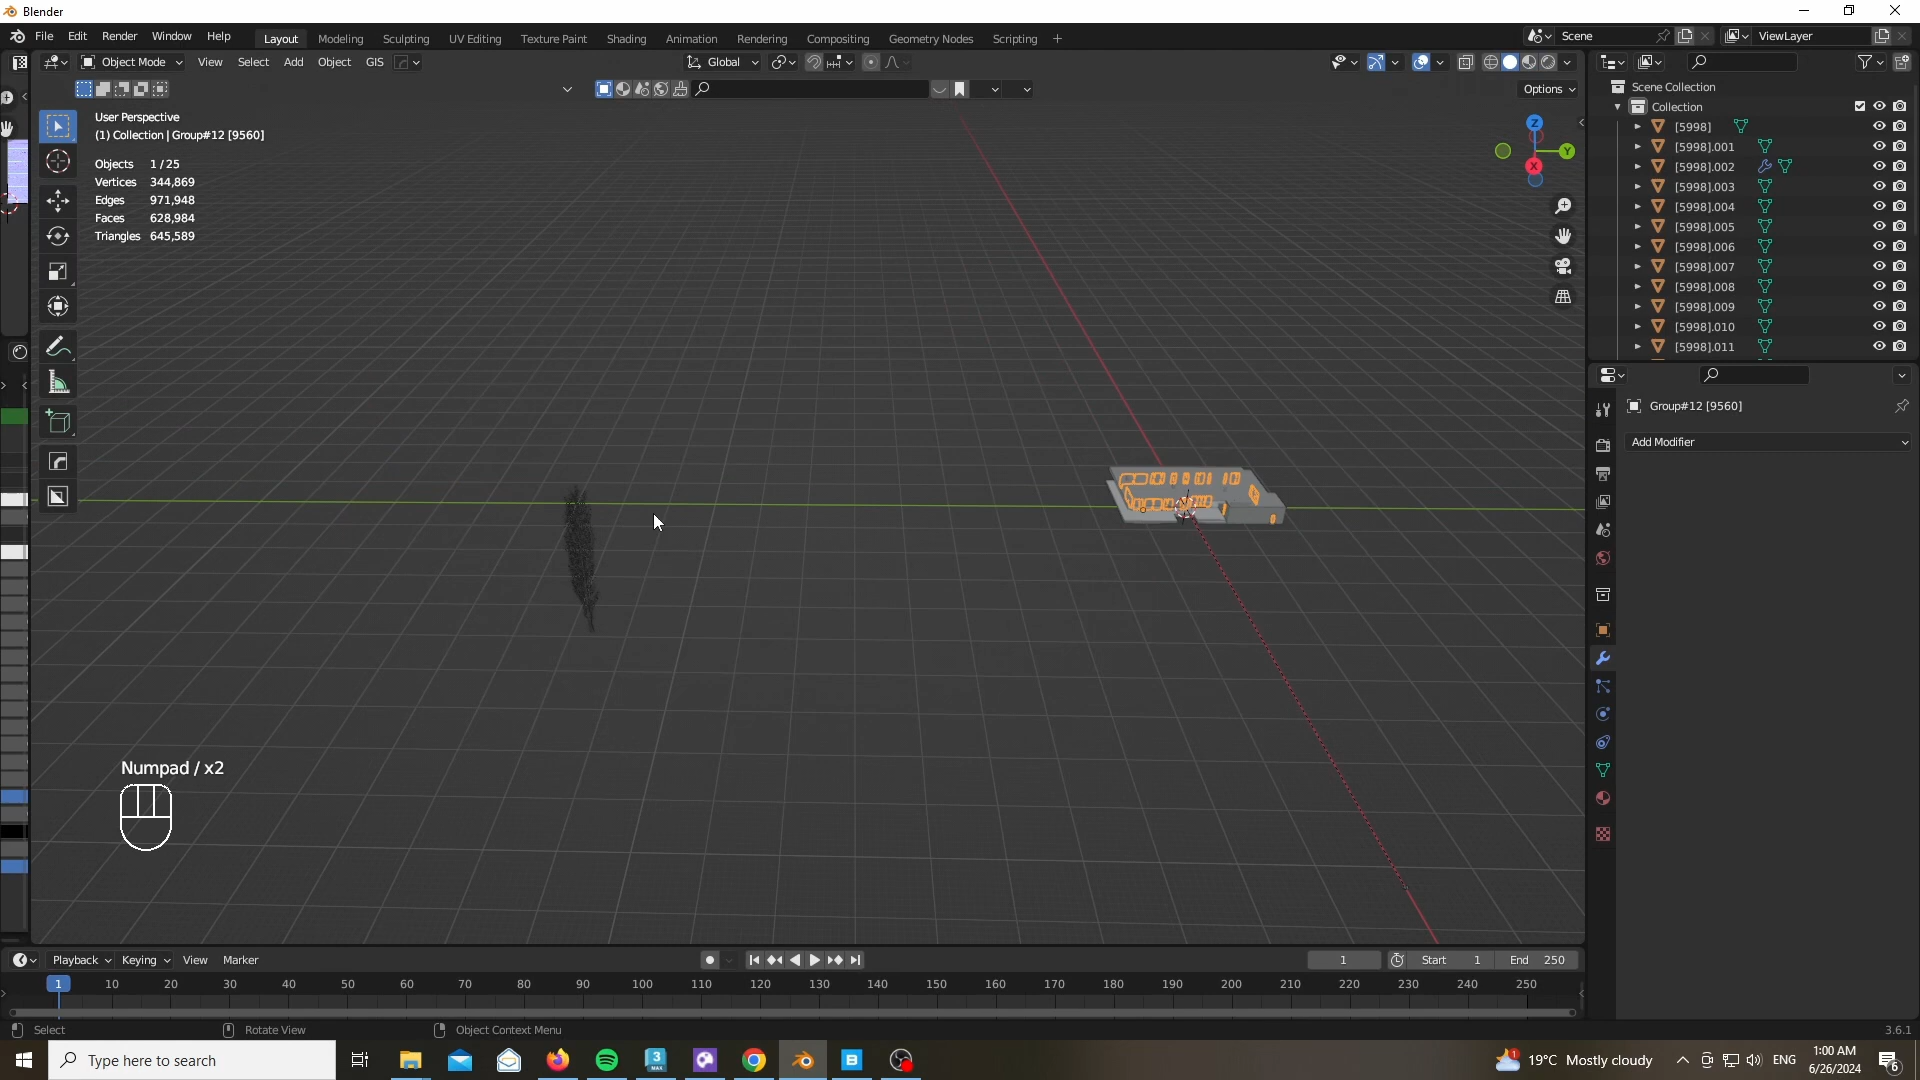 Blender
File Edit Render Window Help
Layout Modeling Sculpting UV Editing Texture Paint Shading Animation Rendering Compositing Geometry Nodes Scripting +
Scene
ViewLayer
Object Mode View Select Add Object GIS
Global
Options
User Perspective
(1) Collection | Group#12 [9560]
Objects 1/25
Vertices 344,869
Edges 971,948
Faces 628,984
Triangles 645,589
Z
Y
X
Scene Collection
Collection
[5998]
[5998].001
[5998].002
[5998].003
[5998].004
[5998].005
[5998].006
[5998].007
[5998].008
[5998].009
[5998].010
[5998].011
Group#12 [9560]
Add Modifier
Numpad / x2
Playback Keying View Marker
1
Start 1
End 250
1 10 20 30 40 50 60 70 80 90 100 110 120 130 140 150 160 170 180 190 200 210 220 230 240 250
Select
Rotate View
Object Context Menu
3.6.1
Type here to search
3
MAX
B
1
19°C Mostly cloudy
ENG
1:00 AM
6/26/2024
6